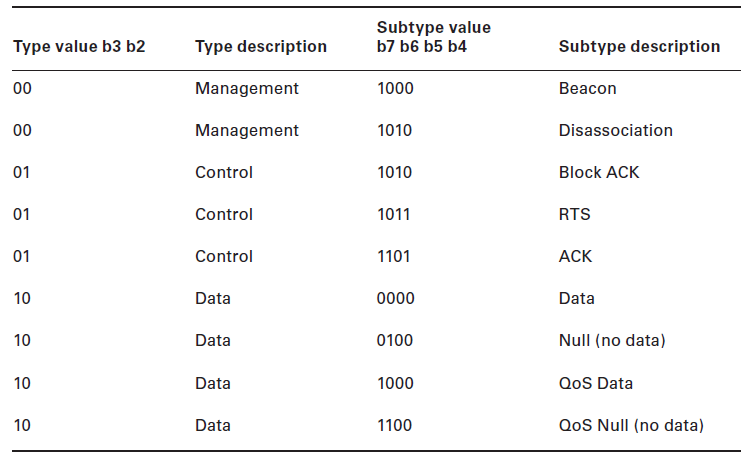 Type value b3 b2 Type description Subtype value b7 b6 b5 b4 Subtype description
00 Management 1000 Beacon
00 Management 1010 Disassociation
01 Control 1010 Block ACK
01 Control 1011 RTS
01 Control 1101 ACK
10 Data 0000 Data
10 Data 0100 Null (no data)
10 Data 1000 QoS Data
10 Data 1100 QoS Null (no data)